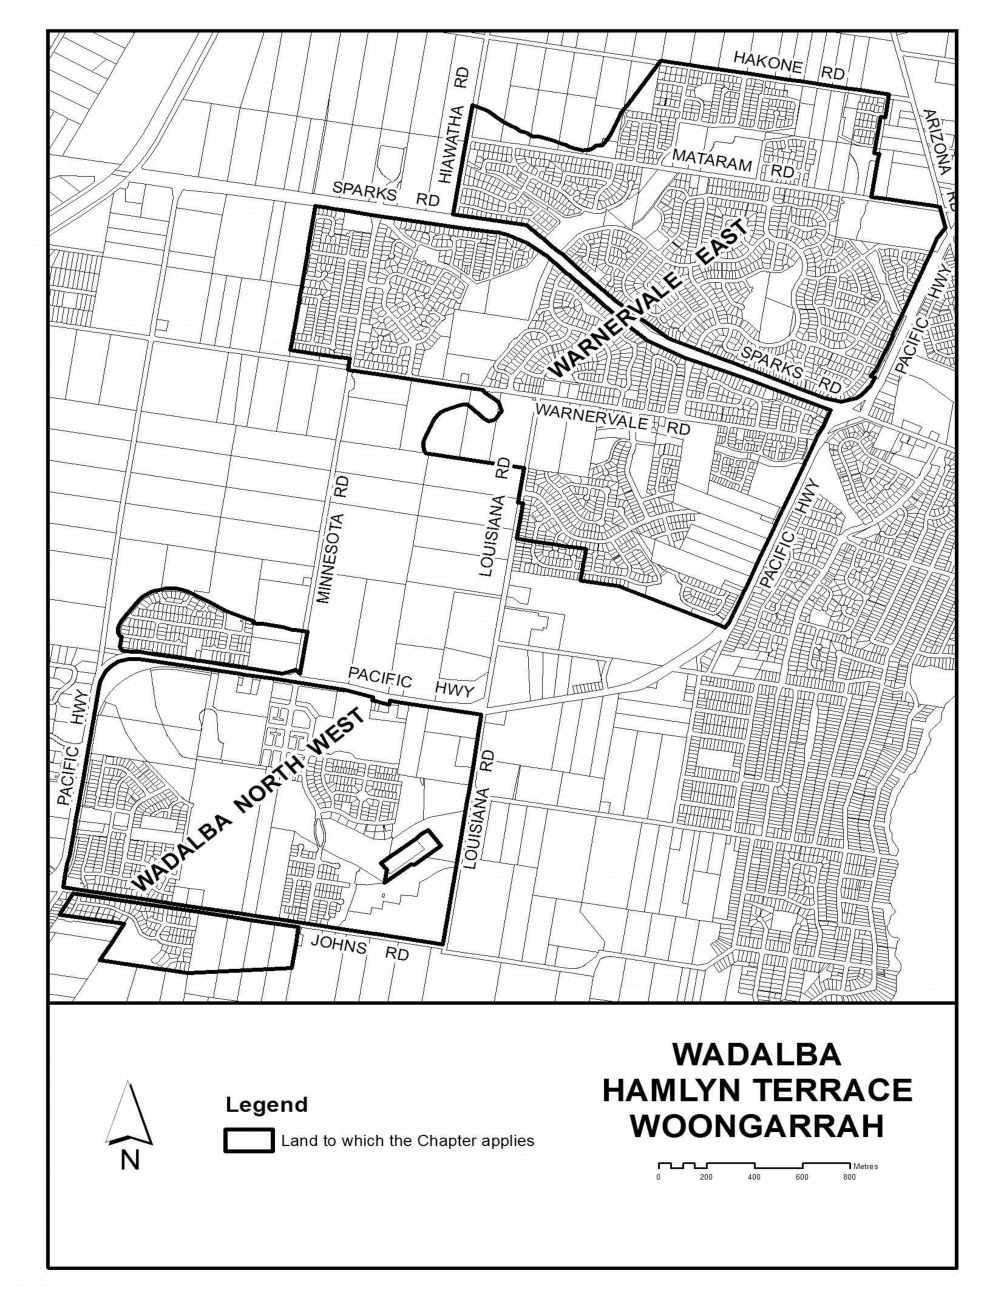 HAKONE RD
HIAWATHA RD
ARIZONA RD
MATARAM RD
SPARKS RD
WARNERVALE EAST
PACIFIC HWY
SPARKS RD
WARNERVALE RD
LOUISIANA RD
MINNESOTA RD
PACIFIC HWY
PACIFIC HWY
PACIFIC HWY
WADALBA NORTH WEST
LOUISIANA RD
JOHNS RD
WADALBA
HAMLYN TERRACE
WOONGARRAH
Legend
Land to which the Chapter applies
N
Metres
0 200 400 600 800